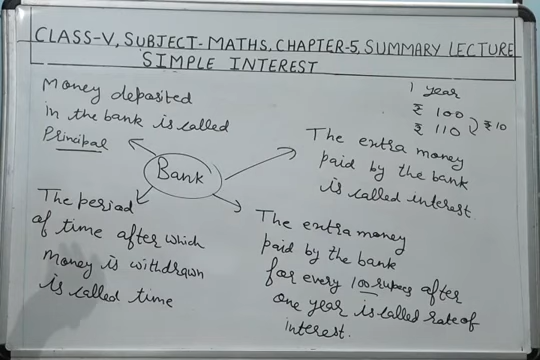 CLASS-V, SUBJECT-MATHS, CHAPTER-5, SUMMARY LECTURE
SIMPLE INTEREST
Money deposited
in the bank is called
Principal
1 year
₹ 100
₹ 110
₹ 10
The extra money
paid by the bank
is called interest.
Bank
The period
of time after which
Money is withdrawn
is called time
The extra money
paid by the bank
for every 100 rupees after
one year is called rate of
interest.